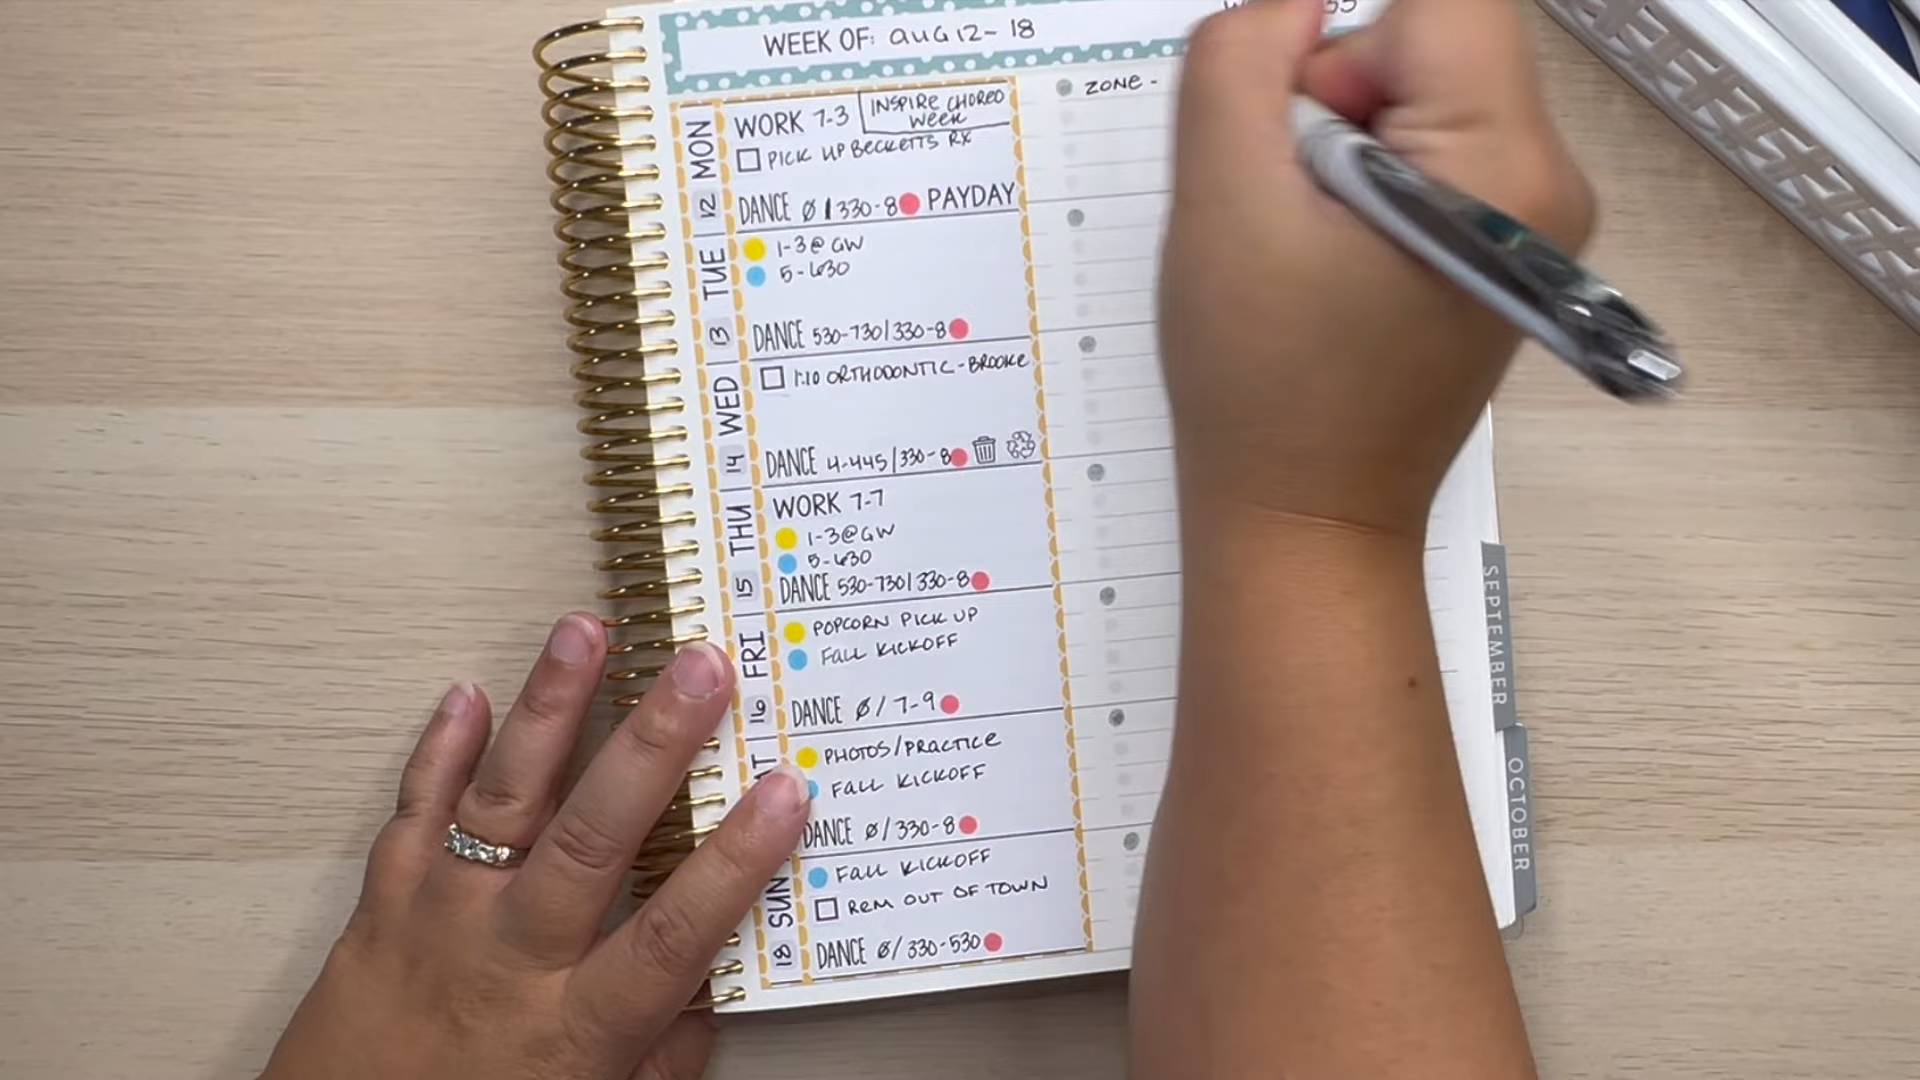 WEEK OF: AUG 12-18
MON
12
WORK 7-3
INSPIRE CHOREO
WEEK
PICK UP BECKETTS RX
DANCE Ø / 330-8 PAYDAY
ZONE -
TUE
13
1-3@GW
5-630
DANCE 530-730/330-8
WED
14
1:10 ORTHODONTIC-BROOKE
DANCE 4-445/330-8
THU
15
WORK 7-7
1-3@GW
5-630
DANCE 530-730/330-8
FRI
16
POPCORN PICK UP
FALL KICKOFF
DANCE Ø/ 7-9
PHOTOS/PRACTICE
FALL KICKOFF
DANCE Ø/ 330-8
SUN
18
FALL KICKOFF
REM OUT OF TOWN
DANCE Ø/ 330-530
SEPTEMBER
OCTOBER